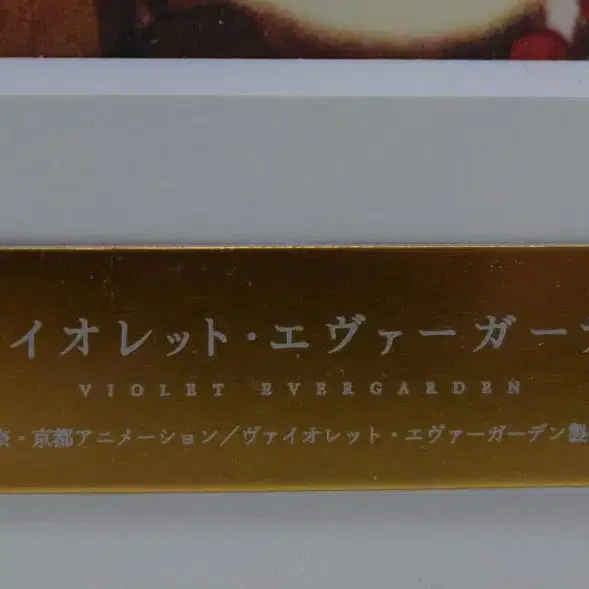 イオレット・エヴァーガー
VIOLET EVERGARDEN
・京都アニメーション／ヴァイオレット・エヴァーガーデン製